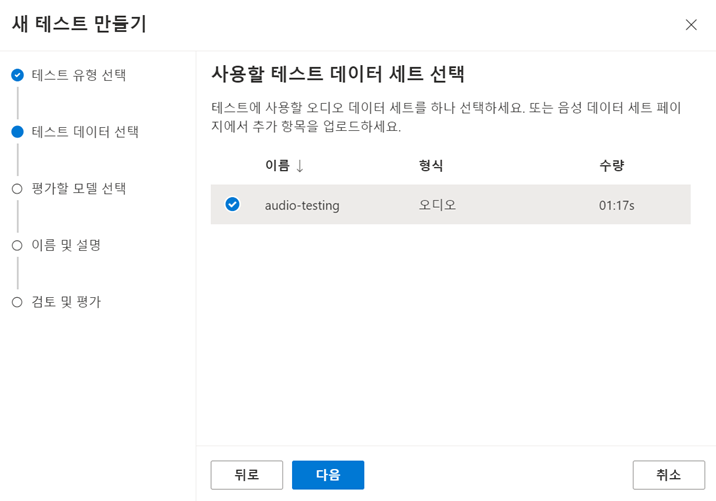 새 테스트 만들기
테스트 유형 선택
테스트 데이터 선택
평가할 모델 선택
이름 및 설명
검토 및 평가
사용할 테스트 데이터 세트 선택
테스트에 사용할 오디오 데이터 세트를 하나 선택하세요. 또는 음성 데이터 세트 페이
지에서 추가 항목을 업로드하세요.
이름 ↓ 형식 수량
audio-testing 오디오 01:17s
뒤로 다음 취소